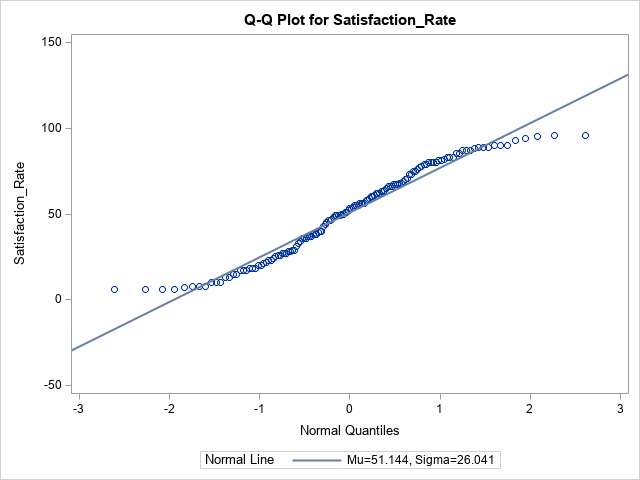 Q-Q Plot for Satisfaction_Rate
150
100
50
0
-50
Satisfaction_Rate
-3 -2 -1 0 1 2 3
Normal Quantiles
Normal Line Mu=51.144, Sigma=26.041